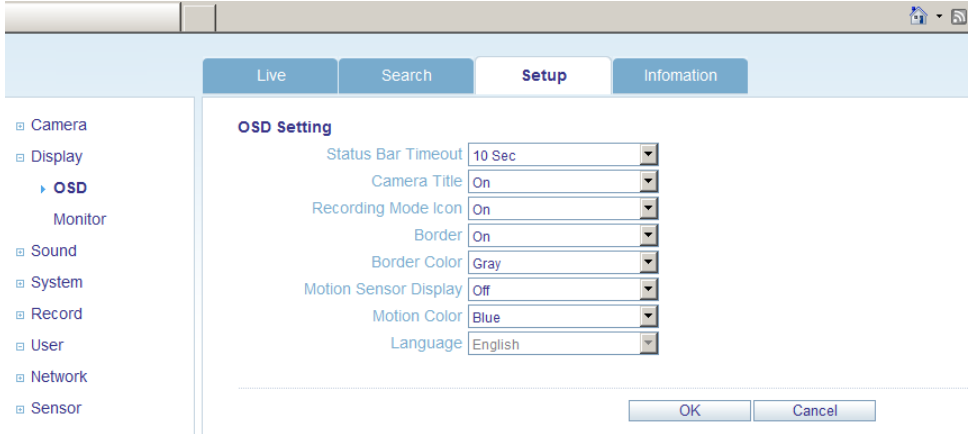 Live Search Setup Infomation
Camera
Display
OSD
Monitor
Sound
System
Record
User
Network
Sensor
OSD Setting
Status Bar Timeout 10 Sec
Camera Title On
Recording Mode Icon On
Border On
Border Color Gray
Motion Sensor Display Off
Motion Color Blue
Language English
OK Cancel